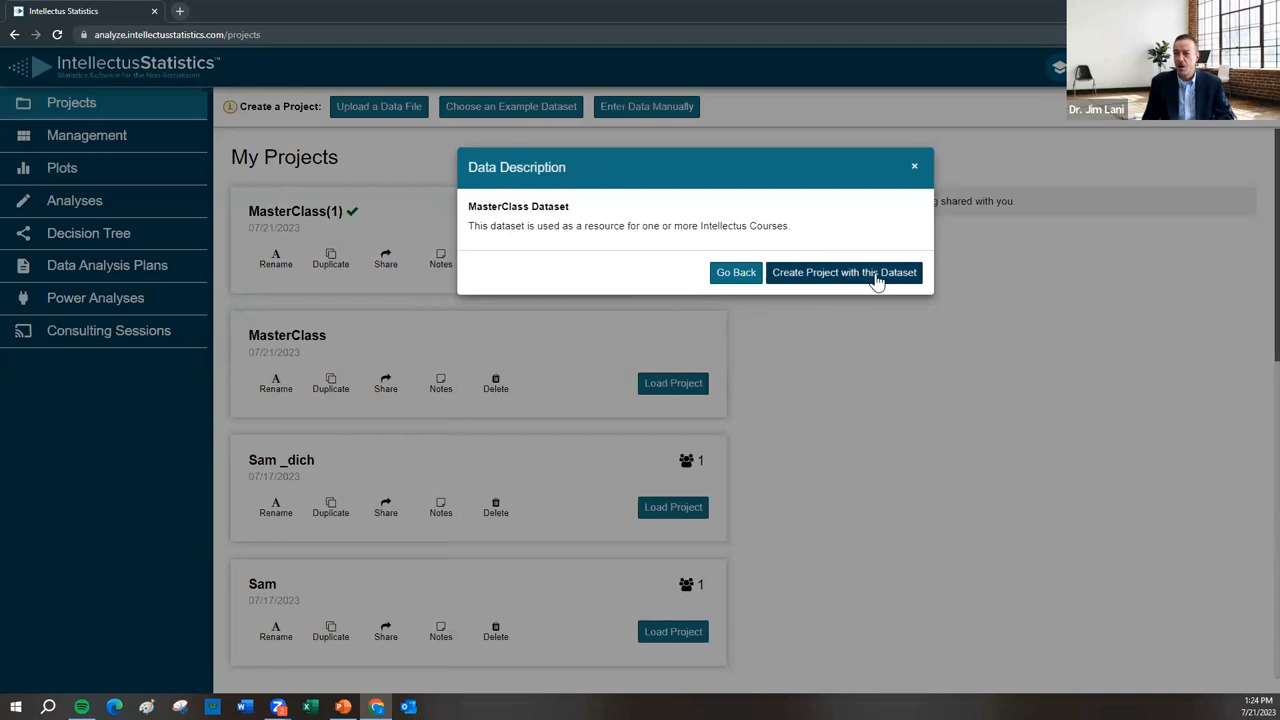 Intellectus Statistics
analyze.intellectusstatistics.com/projects
IntellectusStatistics™
Statistics Software for the Non-Statistician
Dr. Jim Lani
Projects
Management
Plots
Analyses
Decision Tree
Data Analysis Plans
Power Analyses
Consulting Sessions
Create a Project: Upload a Data File Choose an Example Dataset Enter Data Manually
My Projects
Data Description ×
MasterClass Dataset
This dataset is used as a resource for one or more Intellectus Courses.
Go Back Create Project with this Dataset
shared with you.
MasterClass(1)
07/21/2023
Rename Duplicate Share Notes
MasterClass
07/21/2023
Rename Duplicate Share Notes Delete Load Project
Sam _dich 1
07/17/2023
Rename Duplicate Share Notes Delete Load Project
Sam 1
07/17/2023
Rename Duplicate Share Notes Delete Load Project
1:24 PM
7/21/2023